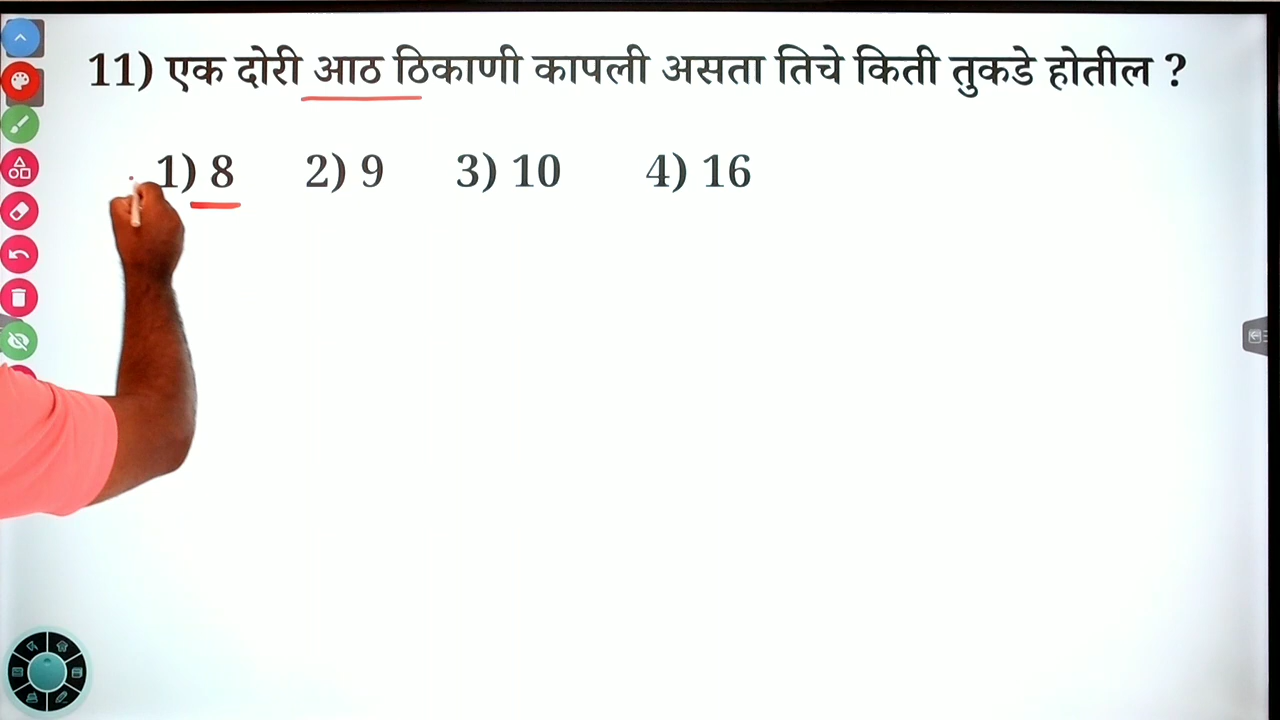 11) एक दोरी आठ ठिकाणी कापली असता तिचे किती तुकडे होतील ?
1) 8 2) 9 3) 10 4) 16